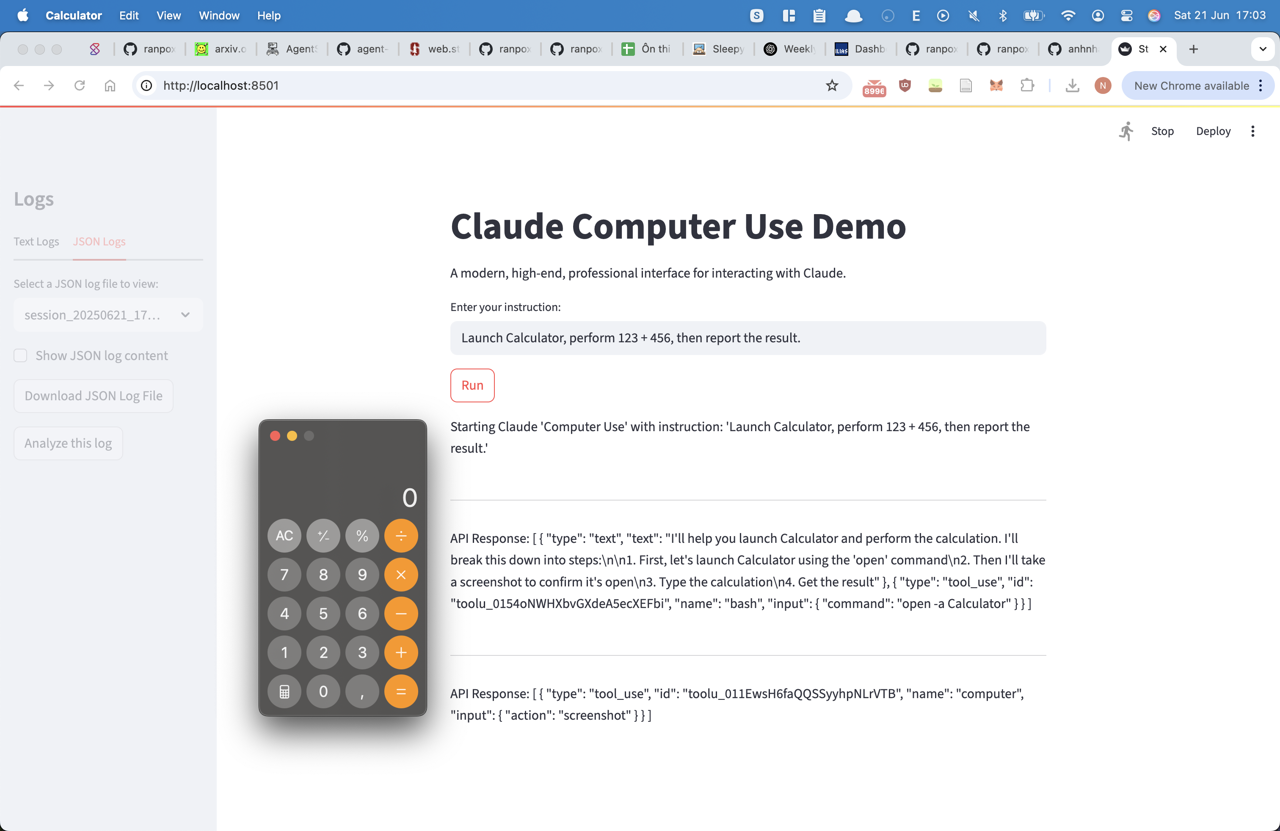 Calculator Edit View Window Help
Sat 21 Jun 17:03
ranpo
arxiv.o
Agent
agent-
web.s
ranpo
ranpo
Ôn thi
Sleepy
Weekl
Dashb
ranpo
ranpo
anhnh
St
http://localhost:8501
8996
N
New Chrome available
Stop
Deploy
Logs
Text Logs
JSON Logs
Select a JSON log file to view:
session_20250621_17...
Show JSON log content
Download JSON Log File
Analyze this log
Claude Computer Use Demo
A modern, high-end, professional interface for interacting with Claude.
Enter your instruction:
Launch Calculator, perform 123 + 456, then report the result.
Run
Starting Claude 'Computer Use' with instruction: 'Launch Calculator, perform 123 + 456, then report the
result.'
API Response: [ { "type": "text", "text": "I'll help you launch Calculator and perform the calculation. I'll
break this down into steps:\n\n1. First, let's launch Calculator using the 'open' command\n2. Then I'll take
a screenshot to confirm it's open\n3. Type the calculation\n4. Get the result" }, { "type": "tool_use", "id":
"toolu_0154oNWHXbvGXdeA5ecXEFbi", "name": "bash", "input": { "command": "open -a Calculator" } } ]
API Response: [ { "type": "tool_use", "id": "toolu_011EwsH6faQQSSyyhpNLrVTB", "name": "computer",
"input": { "action": "screenshot" } } ]
0
AC +/- % ÷
7 8 9 ×
4 5 6 −
1 2 3 +
0 , =